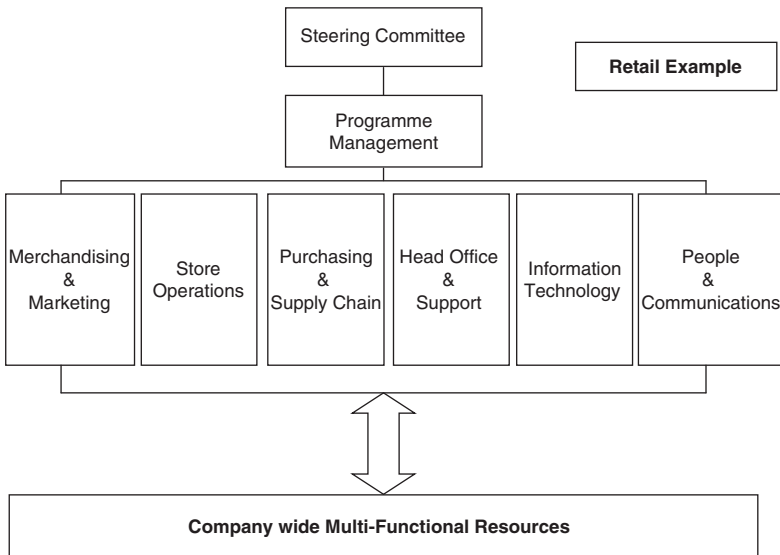 Steering Committee
Retail Example
Programme
Management
Merchandising
&
Marketing
Store
Operations
Purchasing
&
Supply Chain
Head Office
&
Support
Information
Technology
People
&
Communications
Company wide Multi-Functional Resources